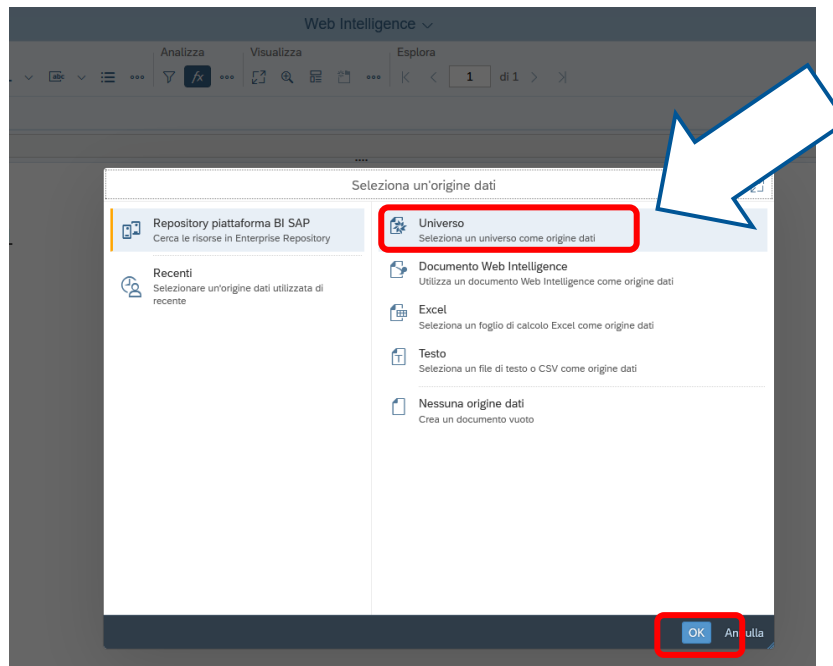 Web Intelligence
Analizza Visualizza Esplora
abc fx 1 di 1
Seleziona un'origine dati
Repository piattaforma BI SAP
Cerca le risorse in Enterprise Repository
Recenti
Selezionare un'origine dati utilizzata di
recente
Universo
Seleziona un universo come origine dati
Documento Web Intelligence
Utilizza un documento Web Intelligence come origine dati
Excel
Seleziona un foglio di calcolo Excel come origine dati
Testo
Seleziona un file di testo o CSV come origine dati
Nessuna origine dati
Crea un documento vuoto
OK Annulla